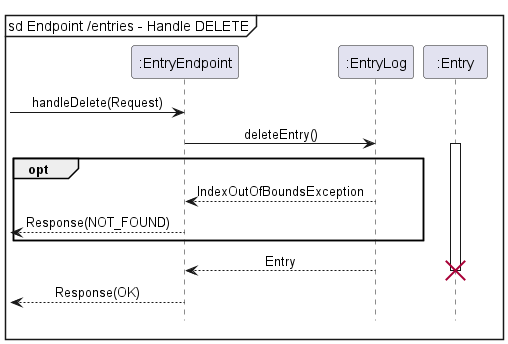 sd Endpoint /entries - Handle DELETE
:EntryEndpoint
:EntryLog
:Entry
handleDelete(Request)
deleteEntry()
opt
IndexOutOfBoundsException
Response(NOT_FOUND)
Entry
Response(OK)